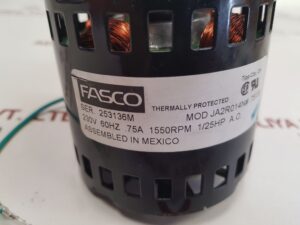 FASCO
THERMALLY PROTECTED
SER. 253136M
MOD JA2R014N
230V 60HZ .75A 1550RPM 1/25HP A.O.
ASSEMBLED IN MEXICO